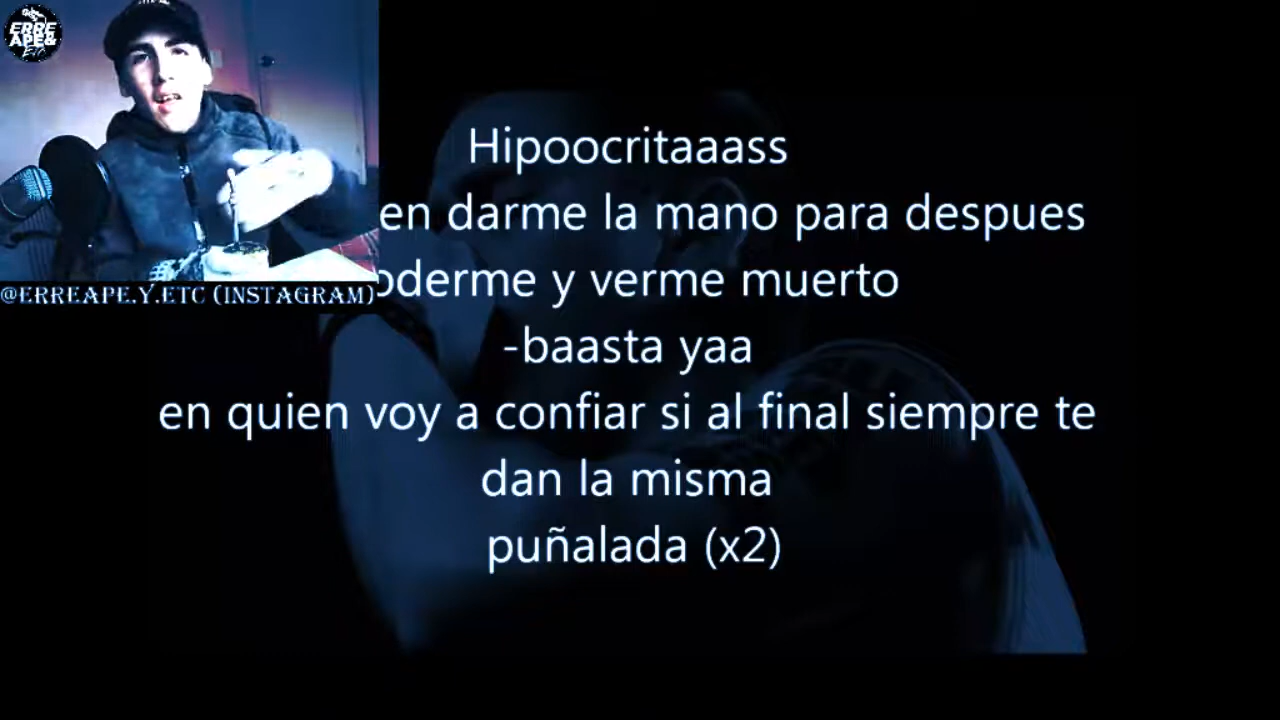 ERRE
APE&
Etc
Hipoocritaaass
en darme la mano para despues
oderme y verme muerto
@ERREAPE.Y.ETC (INSTAGRAM)
-baasta yaa
en quien voy a confiar si al final siempre te
dan la misma
puñalada (x2)